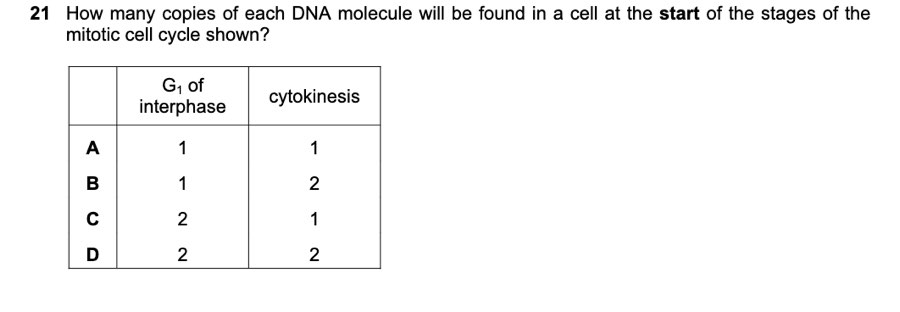 21 How many copies of each DNA molecule will be found in a cell at the start of the stages of the
mitotic cell cycle shown?
G₁ of
interphase
cytokinesis
A 1 1
B 1 2
C 2 1
D 2 2